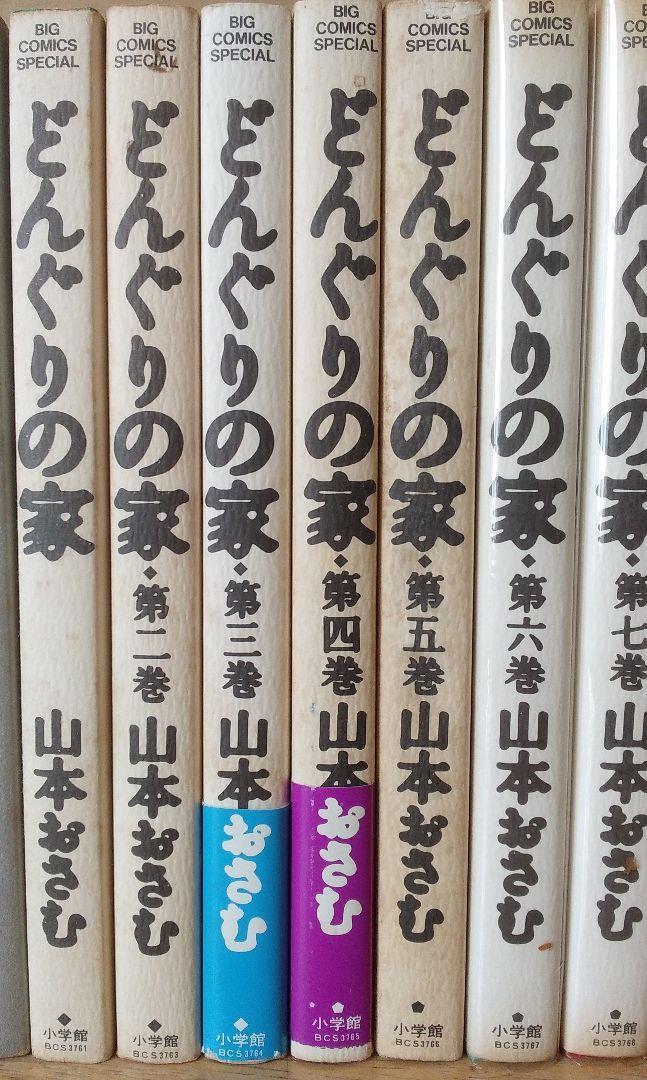 BIG
COMICS
SPECIAL
どんぐりの家
山本おさむ
小学館
BCS3761
BIG
COMICS
SPECIAL
どんぐりの家・第二巻
山本おさむ
小学館
BCS3763
BIG
COMICS
SPECIAL
どんぐりの家・第三巻
山本おさむ
小学館
BCS3764
BIG
COMICS
SPECIAL
どんぐりの家・第四巻
山本おさむ
小学館
BCS3765
BIG
COMICS
SPECIAL
どんぐりの家・第五巻
山本おさむ
小学館
BCS3766
BIG
COMICS
SPECIAL
どんぐりの家・第六巻
山本おさむ
小学館
BCS3767
BIG
COMI
SPE
どんぐりの家・第七巻
山本おさむ
小学館
BCS3768